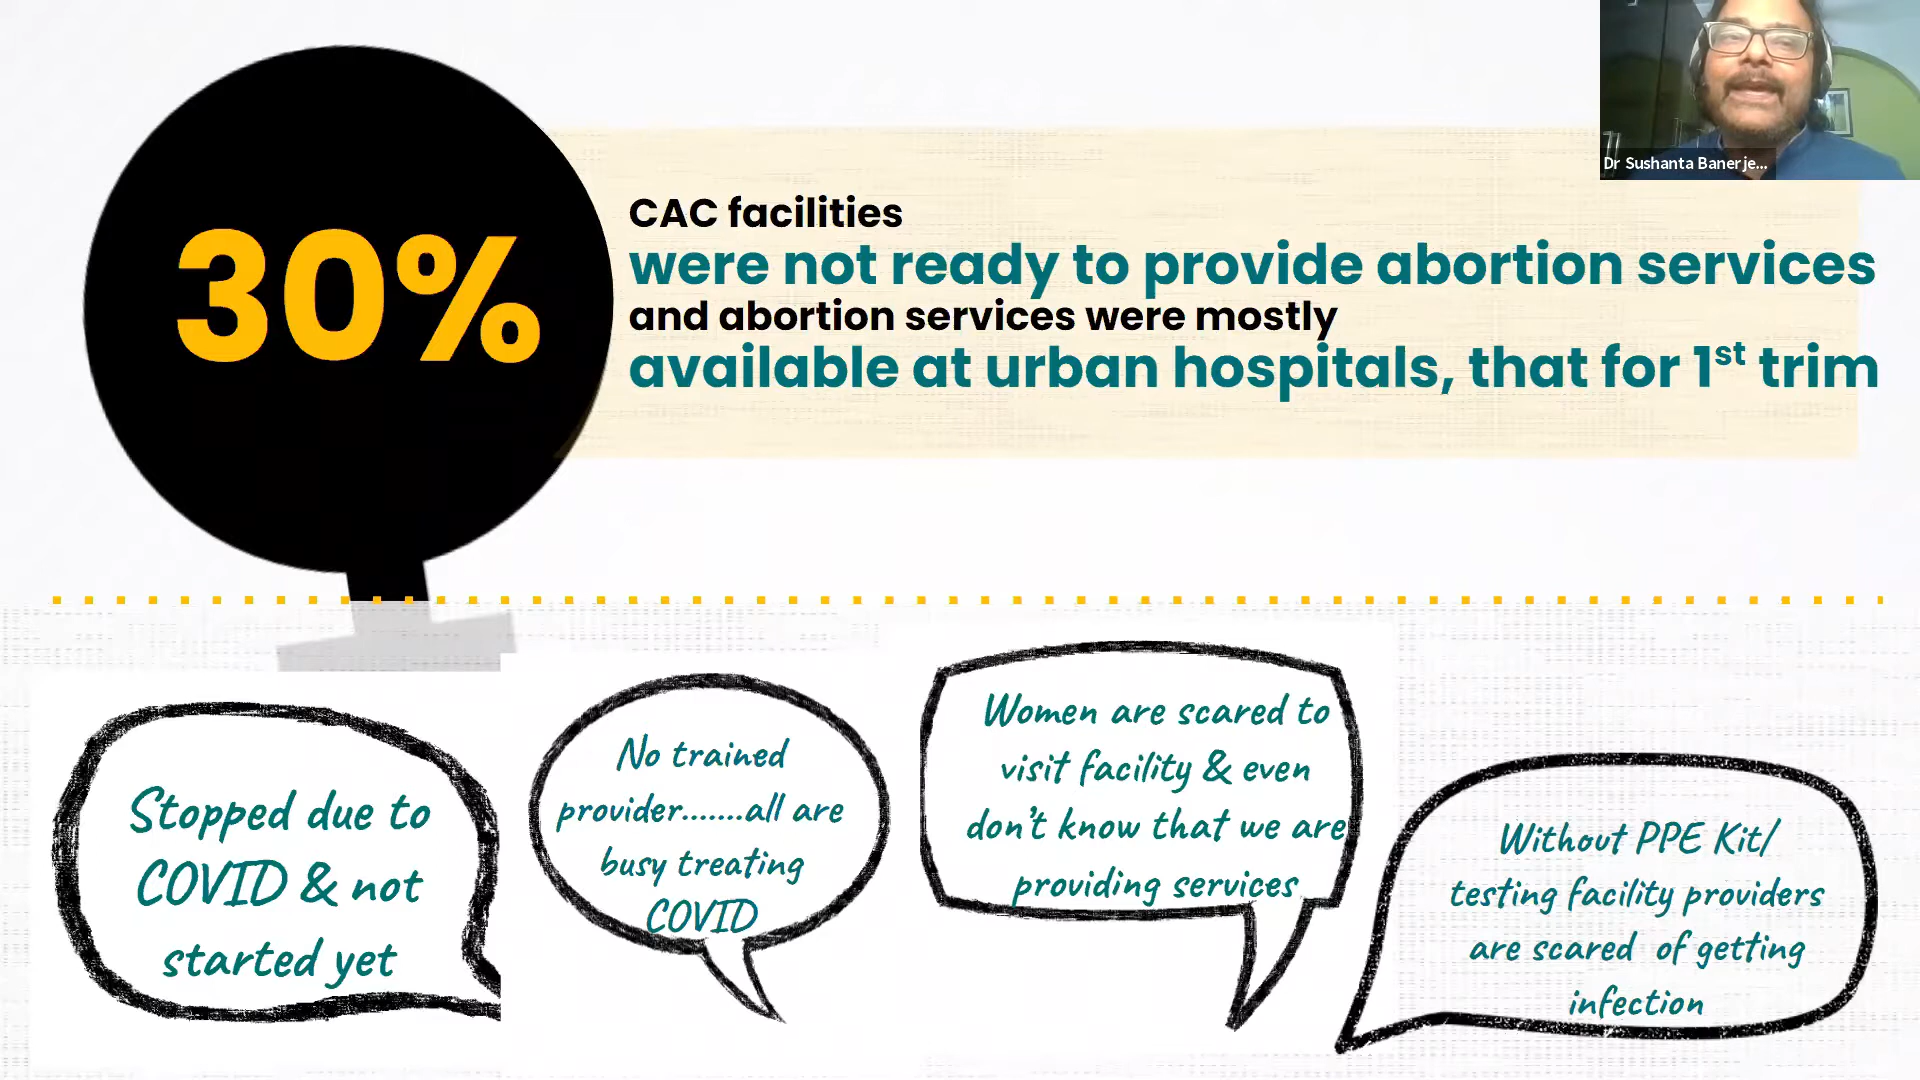 Dr Sushanta Banerje...
30%
CAC facilities
were not ready to provide abortion services
and abortion services were mostly
available at urban hospitals, that for 1st trim
Stopped due to
COVID & not
started yet
No trained
provider.......all are
busy treating
COVID
Women are scared to
visit facility & even
don't know that we are
providing services
Without PPE Kit/
testing facility providers
are scared of getting
infection